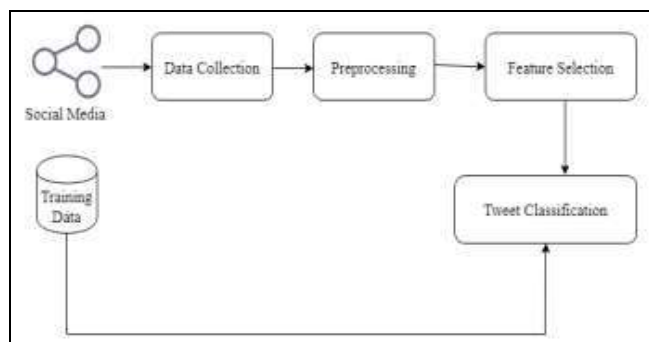 Data Collection
Preprocessing
Feature Selection
Social Media
Training
Data
Tweet Classification